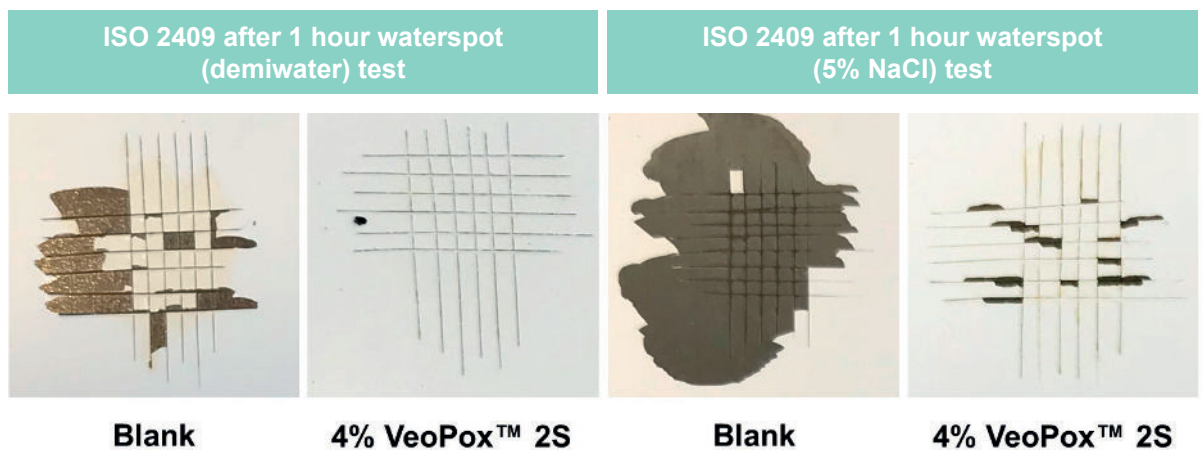 ISO 2409 after 1 hour waterspot
(demiwater) test
ISO 2409 after 1 hour waterspot
(5% NaCl) test
Blank
4% VeoPox™ 2S
Blank
4% VeoPox™ 2S